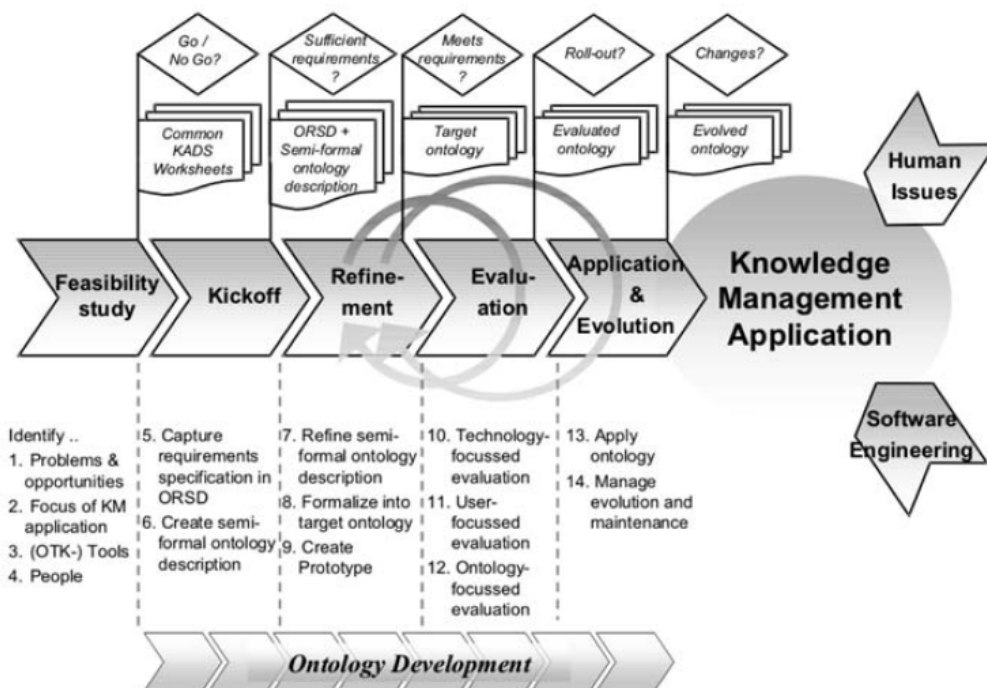 Go /
No Go?
Sufficient
requirements
?
Meets
requirements
?
Roll-out?
Changes?
Common
KADS
Worksheets
ORSD +
Semi-formal
ontology
description
Target
ontology
Evaluated
ontology
Evolved
ontology
Human
Issues
Feasibility
study
Kickoff
Refine-
ment
Evalu-
ation
Application
&
Evolution
Knowledge
Management
Application
Software
Engineering
Identify ..
1. Problems &
opportunities
2. Focus of KM
application
3. (OTK-) Tools
4. People
5. Capture
requirements
specification in
ORSD
6. Create semi-
formal ontology
description
7. Refine semi-
formal ontology
description
8. Formalize into
target ontology
9. Create
Prototype
10. Technology-
focussed
evaluation
11. User-
focussed
evaluation
12. Ontology-
focussed
evaluation
13. Apply
ontology
14. Manage
evolution and
maintenance
Ontology Development